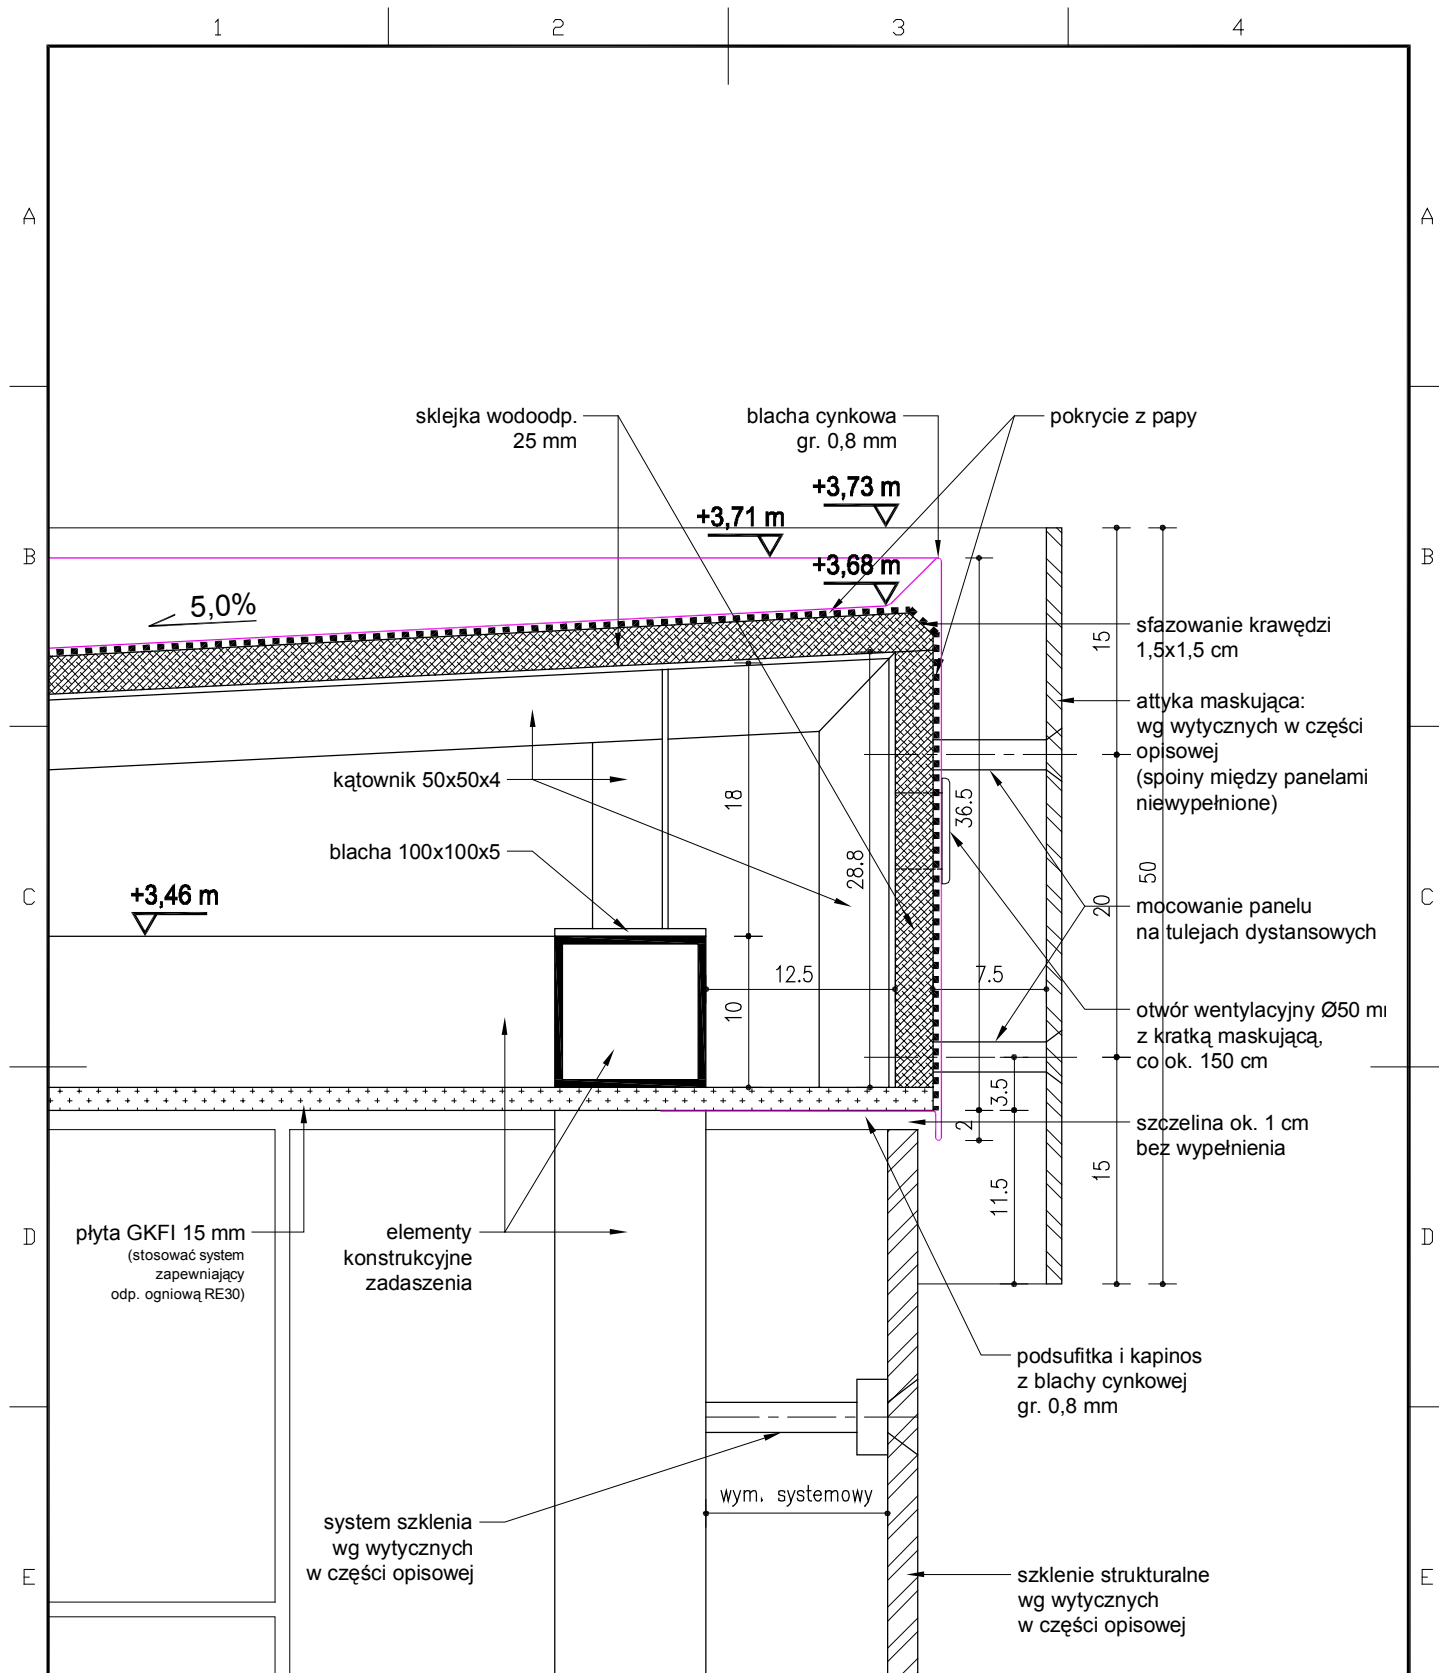 1 2 3 4
A A
sklejka wodoodp.
25 mm
blacha cynkowa
gr. 0,8 mm
pokrycie z papy
+3,73 m
+3,71 m
B B
+3,68 m
5,0%
sfazowanie krawędzi
1,5x1,5 cm
15
attyka maskująca:
wg wytycznych w części
opisowej
(spoiny między panelami
niewypełnione)
kątownik 50x50x4
18
36.5
blacha 100x100x5
28.8
50
+3,46 m
C C
20
mocowanie panelu
na tulejach dystansowych
12.5
7.5
10
otwór wentylacyjny Ø50 m
z kratką maskującą,
co ok. 150 cm
3.5
2
szczelina ok. 1 cm
bez wypełnienia
15
11.5
D D
płyta GKFI 15 mm
(stosować system
zapewniający
odp. ogniową RE30)
elementy
konstrukcyjne
zadaszenia
podsufitka i kapinos
z blachy cynkowej
gr. 0,8 mm
wym. systemowy
system szklenia
wg wytycznych
w części opisowej
E E
szklenie strukturalne
wg wytycznych
w części opisowej